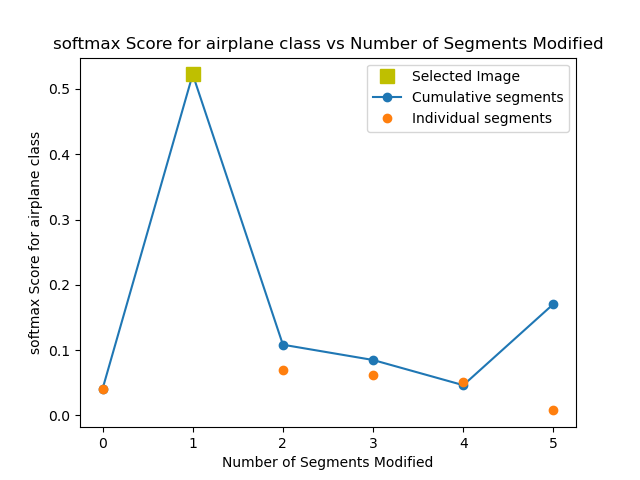 softmax Score for airplane class vs Number of Segments Modified
Selected Image
Cumulative segments
Individual segments
softmax Score for airplane class
0.5
0.4
0.3
0.2
0.1
0.0
0 1 2 3 4 5
Number of Segments Modified